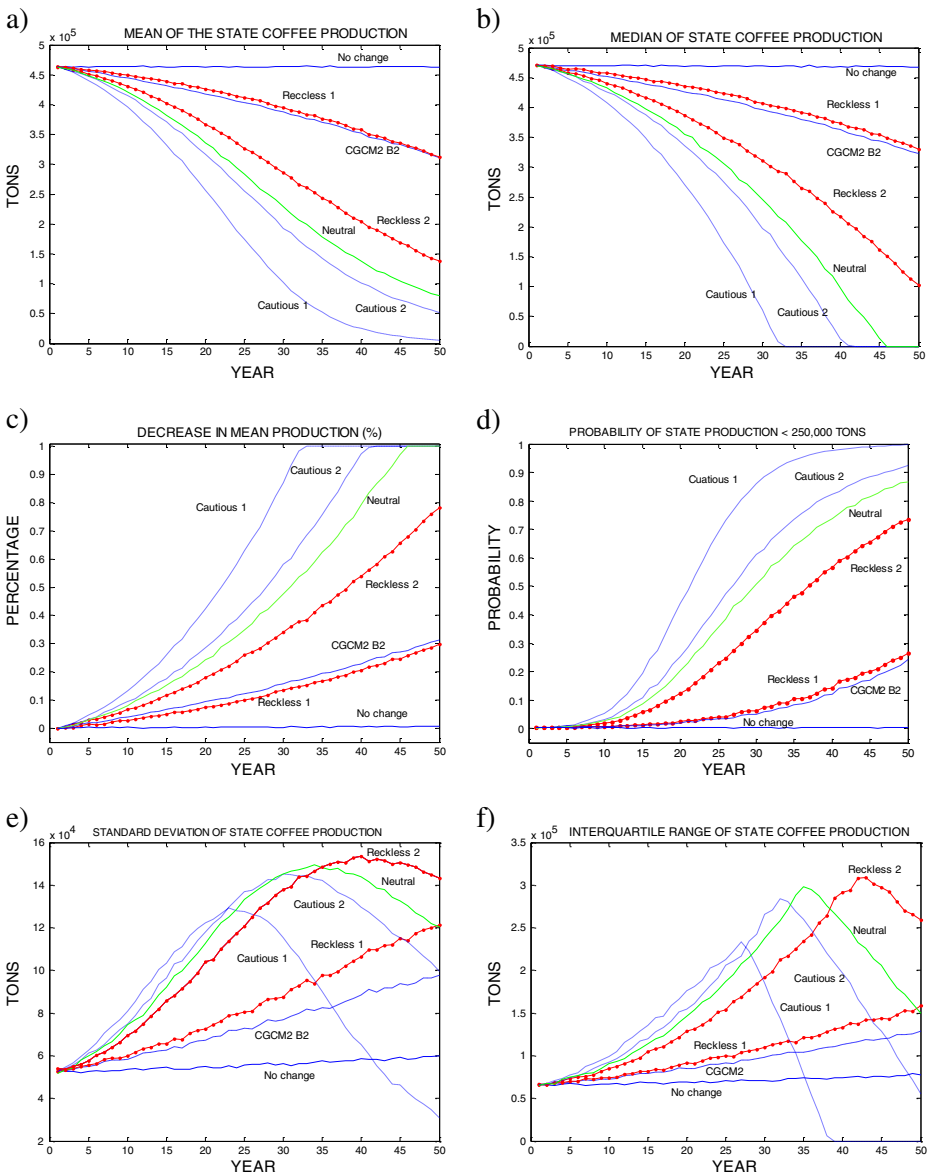 a)
MEAN OF THE STATE COFFEE PRODUCTION
x 10⁵
5
4.5
4
3.5
3
2.5
2
1.5
1
0.5
0
TONS
No change
Reccless 1
CGCM2 B2
Reckless 2
Neutral
Cautious 2
Cautious 1
0 5 10 15 20 25 30 35 40 45 50
YEAR
b)
MEDIAN OF STATE COFFEE PRODUCTION
x 10⁵
5
4.5
4
3.5
3
2.5
2
1.5
1
0.5
0
TONS
No change
Reckless 1
CGCM2 B2
Reckless 2
Neutral
Cautious 1
Cautious 2
0 5 10 15 20 25 30 35 40 45 50
YEAR
c)
DECREASE IN MEAN PRODUCTION (%)
1
0.9
0.8
0.7
0.6
0.5
0.4
0.3
0.2
0.1
0
PERCENTAGE
Cautious 2
Cautious 1
Neutral
Reckless 2
CGCM2 B2
Reckless 1
No change
0 5 10 15 20 25 30 35 40 45 50
YEAR
d)
PROBABILITY OF STATE PRODUCTION < 250,000 TONS
1
0.9
0.8
0.7
0.6
0.5
0.4
0.3
0.2
0.1
0
PROBABILITY
Cuatious 1
Cautious 2
Neutral
Reckless 2
Reckless 1
CGCM2 B2
No change
0 5 10 15 20 25 30 35 40 45 50
YEAR
e)
STANDARD DEVIATION OF STATE COFFEE PRODUCTION
x 10⁴
16
14
12
10
8
6
4
2
TONS
Reckless 2
Neutral
Cautious 2
Reckless 1
Cautious 1
CGCM2 B2
No change
0 5 10 15 20 25 30 35 40 45 50
YEAR
f)
INTERQUARTILE RANGE OF STATE COFFEE PRODUCTION
x 10⁵
3.5
3
2.5
2
1.5
1
0.5
0
TONS
Reckless 2
Neutral
Cautious 2
Cautious 1
Reckless 1
CGCM2
No change
0 5 10 15 20 25 30 35 40 45 50
YEAR